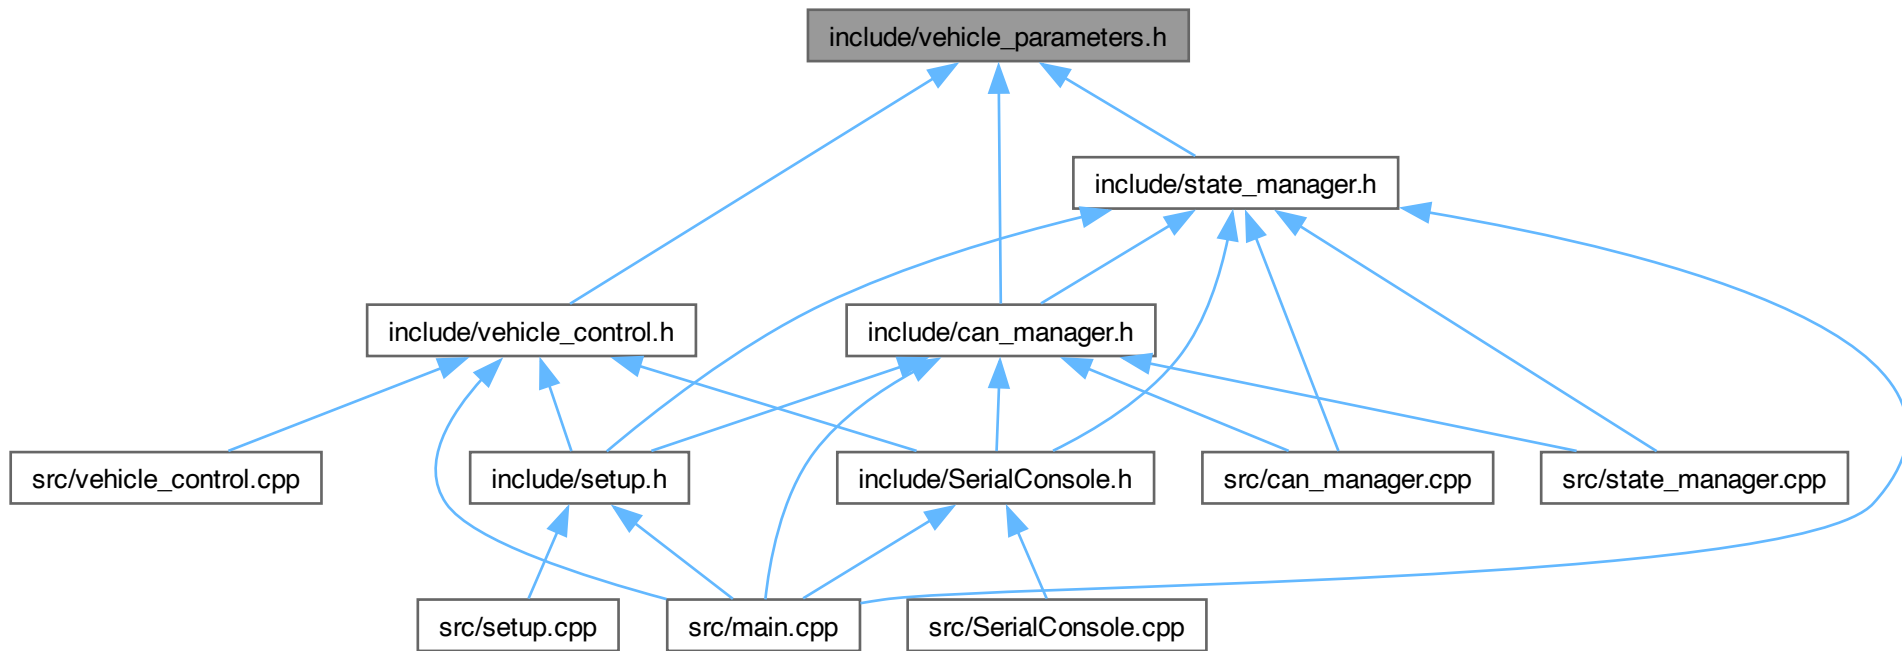 include/vehicle_parameters.h
include/state_manager.h
include/vehicle_control.h
include/can_manager.h
src/vehicle_control.cpp
include/setup.h
include/SerialConsole.h
src/can_manager.cpp
src/state_manager.cpp
src/setup.cpp
src/main.cpp
src/SerialConsole.cpp